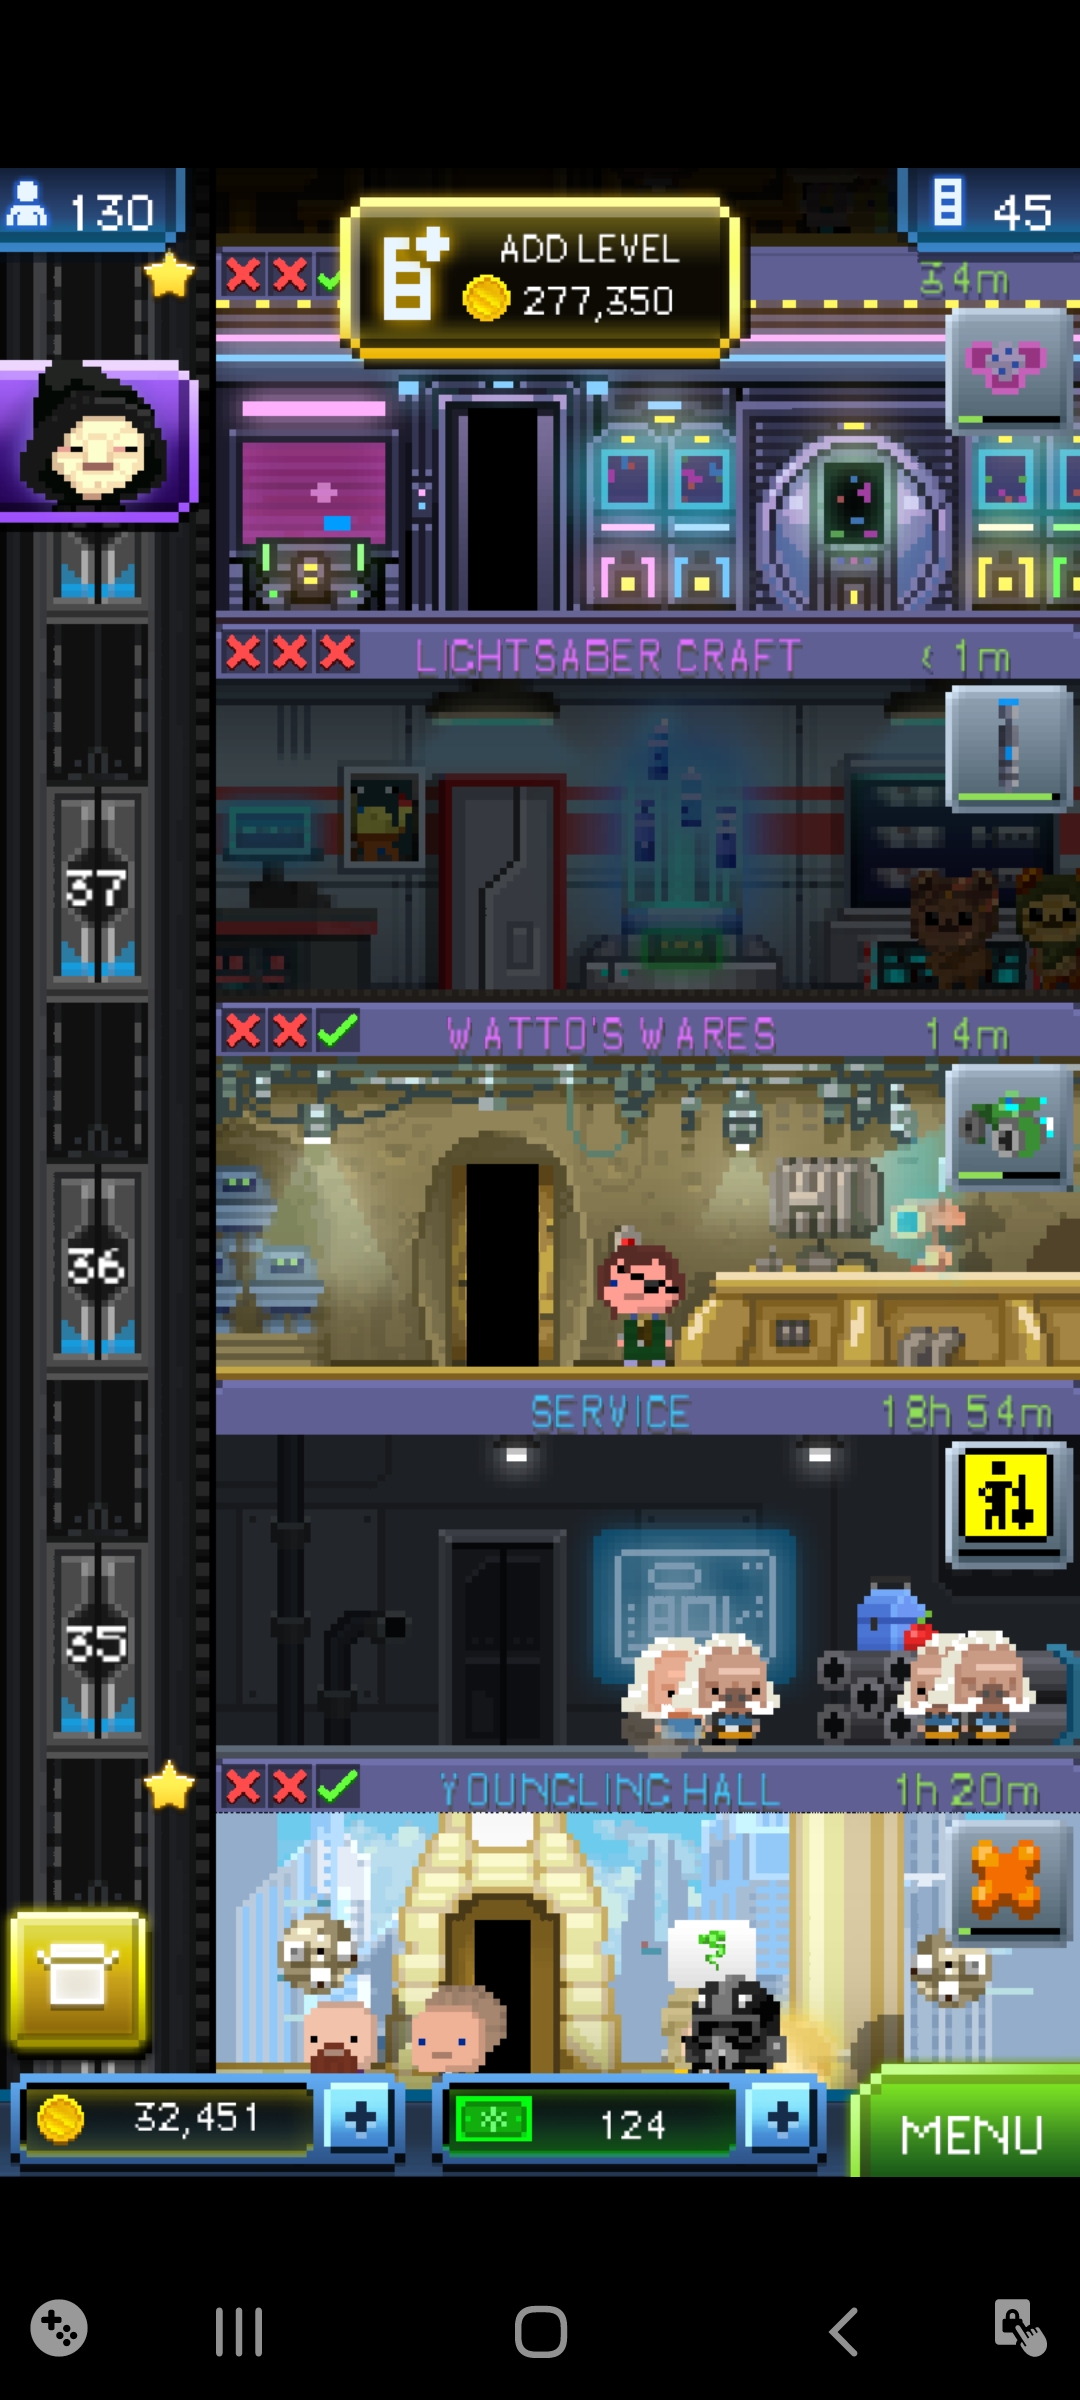 130
45
ADD LEVEL
277,350
34m
LIGHTSABER CRAFT
< 1m
37
WATTO'S WARES
14m
36
SERVICE
18h 54m
35
YOUNGLING HALL
1h 20m
32,451
124
MENU